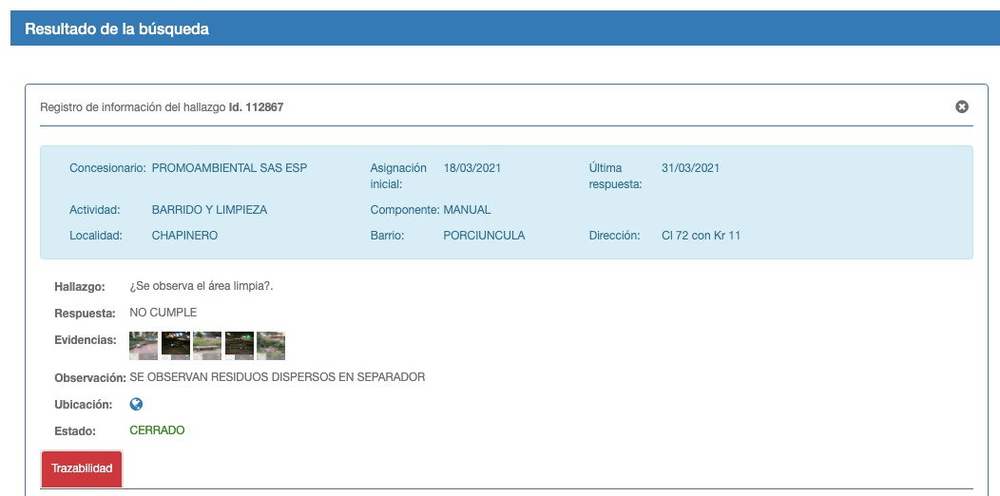 Resultado de la búsqueda
Registro de información del hallazgo Id. 112867
Concesionario: PROMOAMBIENTAL SAS ESP Asignación inicial: 18/03/2021 Última respuesta: 31/03/2021
Actividad: BARRIDO Y LIMPIEZA Componente: MANUAL
Localidad: CHAPINERO Barrio: PORCIUNCULA Dirección: Cl 72 con Kr 11
Hallazgo: ¿Se observa el área limpia?.
Respuesta: NO CUMPLE
Evidencias:
Observación: SE OBSERVAN RESIDUOS DISPERSOS EN SEPARADOR
Ubicación:
Estado: CERRADO
Trazabilidad